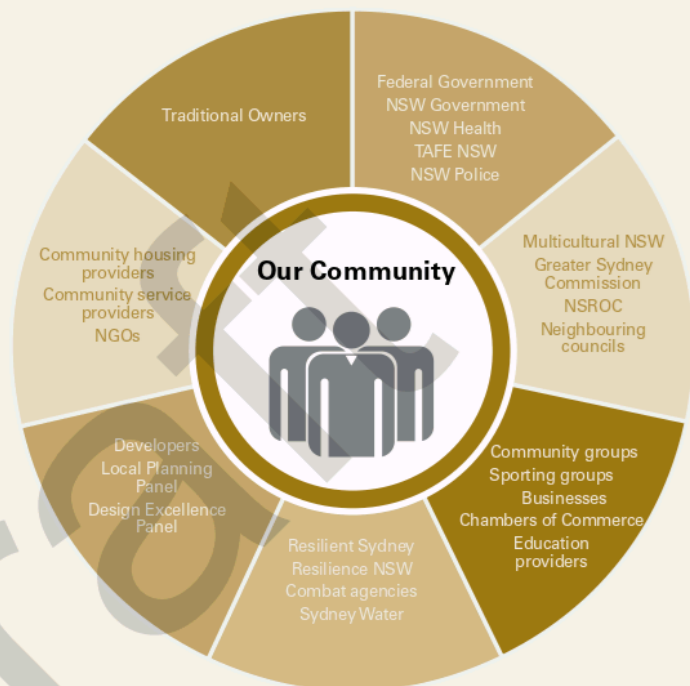 Traditional Owners
Federal Government
NSW Government
NSW Health
TAFE NSW
NSW Police
Multicultural NSW
Greater Sydney
Commission
NSROC
Neighbouring
councils
Community groups
Sporting groups
Businesses
Chambers of Commerce
Education
providers
Resilient Sydney
Resilience NSW
Combat agencies
Sydney Water
Developers
Local Planning
Panel
Design Excellence
Panel
Community housing
providers
Community service
providers
NGOs
Our Community
raft